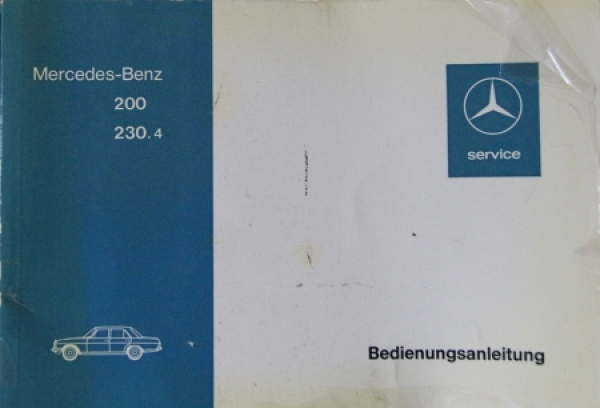 Mercedes-Benz
200
230.4
service
Bedienungsanleitung